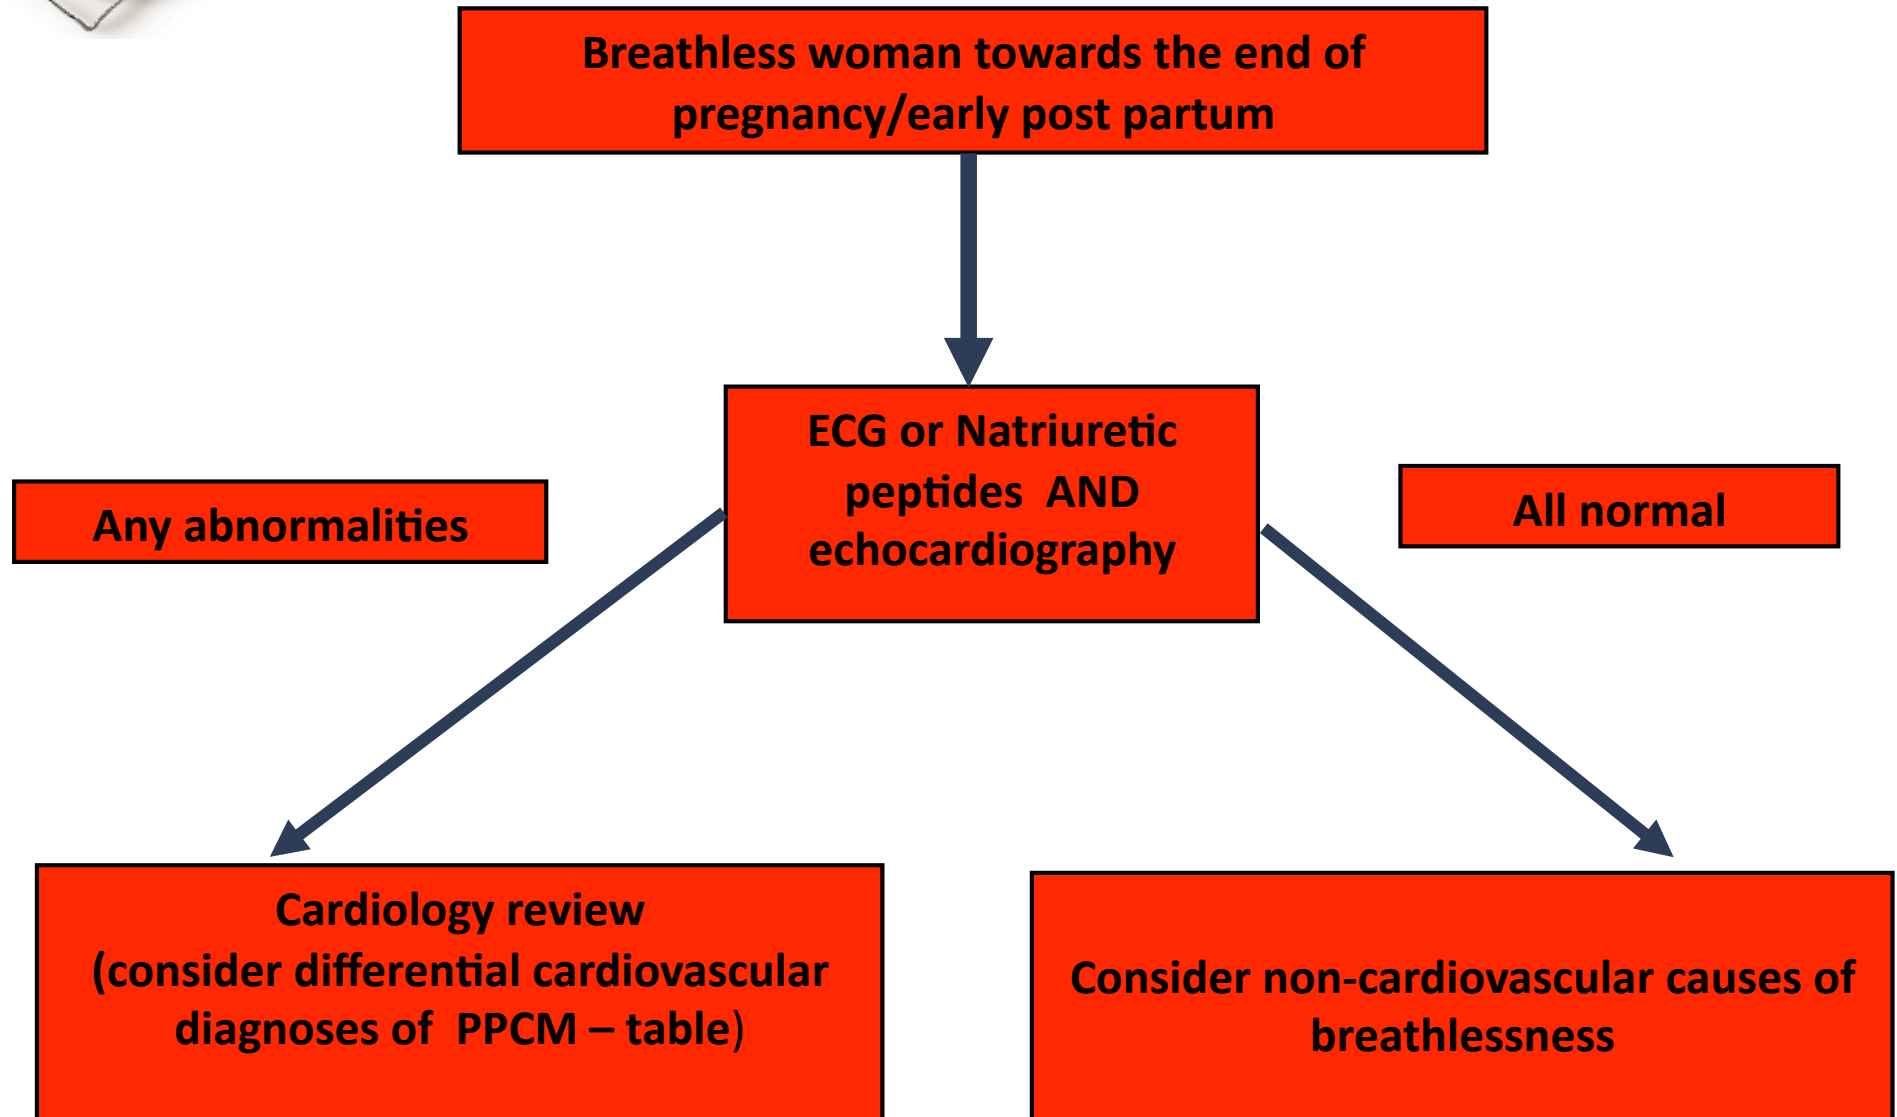 Breathless woman towards the end of
pregnancy/early post partum
ECG or Natriuretic
peptides AND
echocardiography
Any abnormalities
All normal
Cardiology review
(consider differential cardiovascular
diagnoses of PPCM – table)
Consider non-cardiovascular causes of
breathlessness